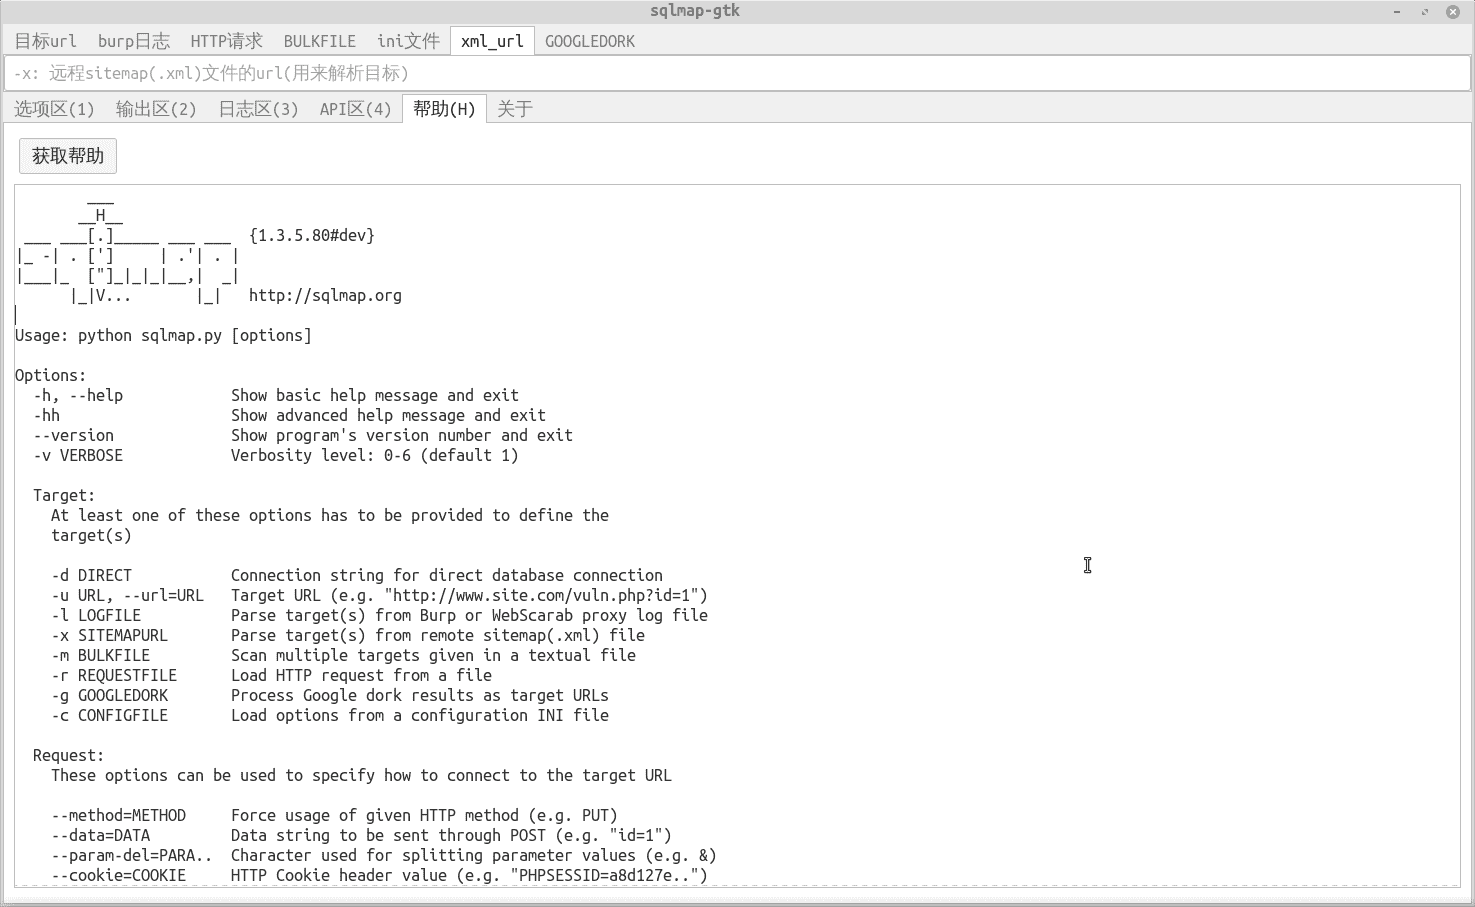 sqlmap-gtk
目标url burp日志 HTTP请求 BULKFILE ini文件 xml_url GOOGLEDORK
-x: 远程sitemap(.xml)文件的url(用来解析目标)
选项区(1) 输出区(2) 日志区(3) API区(4) 帮助(H) 关于
获取帮助
        ___
       __H__
 ___ ___[.]_____ ___ ___  {1.3.5.80#dev}
|_ -| . [']     | .'| . |
|___|_  ["]_|_|_|__,|  _|
      |_|V...       |_|   http://sqlmap.org
Usage: python sqlmap.py [options]
Options:
  -h, --help            Show basic help message and exit
  -hh                   Show advanced help message and exit
  --version             Show program's version number and exit
  -v VERBOSE            Verbosity level: 0-6 (default 1)
  Target:
    At least one of these options has to be provided to define the
    target(s)
    -d DIRECT           Connection string for direct database connection
    -u URL, --url=URL   Target URL (e.g. "http://www.site.com/vuln.php?id=1")
    -l LOGFILE          Parse target(s) from Burp or WebScarab proxy log file
    -x SITEMAPURL       Parse target(s) from remote sitemap(.xml) file
    -m BULKFILE         Scan multiple targets given in a textual file
    -r REQUESTFILE      Load HTTP request from a file
    -g GOOGLEDORK       Process Google dork results as target URLs
    -c CONFIGFILE       Load options from a configuration INI file
  Request:
    These options can be used to specify how to connect to the target URL
    --method=METHOD     Force usage of given HTTP method (e.g. PUT)
    --data=DATA         Data string to be sent through POST (e.g. "id=1")
    --param-del=PARA..  Character used for splitting parameter values (e.g. &)
    --cookie=COOKIE     HTTP Cookie header value (e.g. "PHPSESSID=a8d127e..")